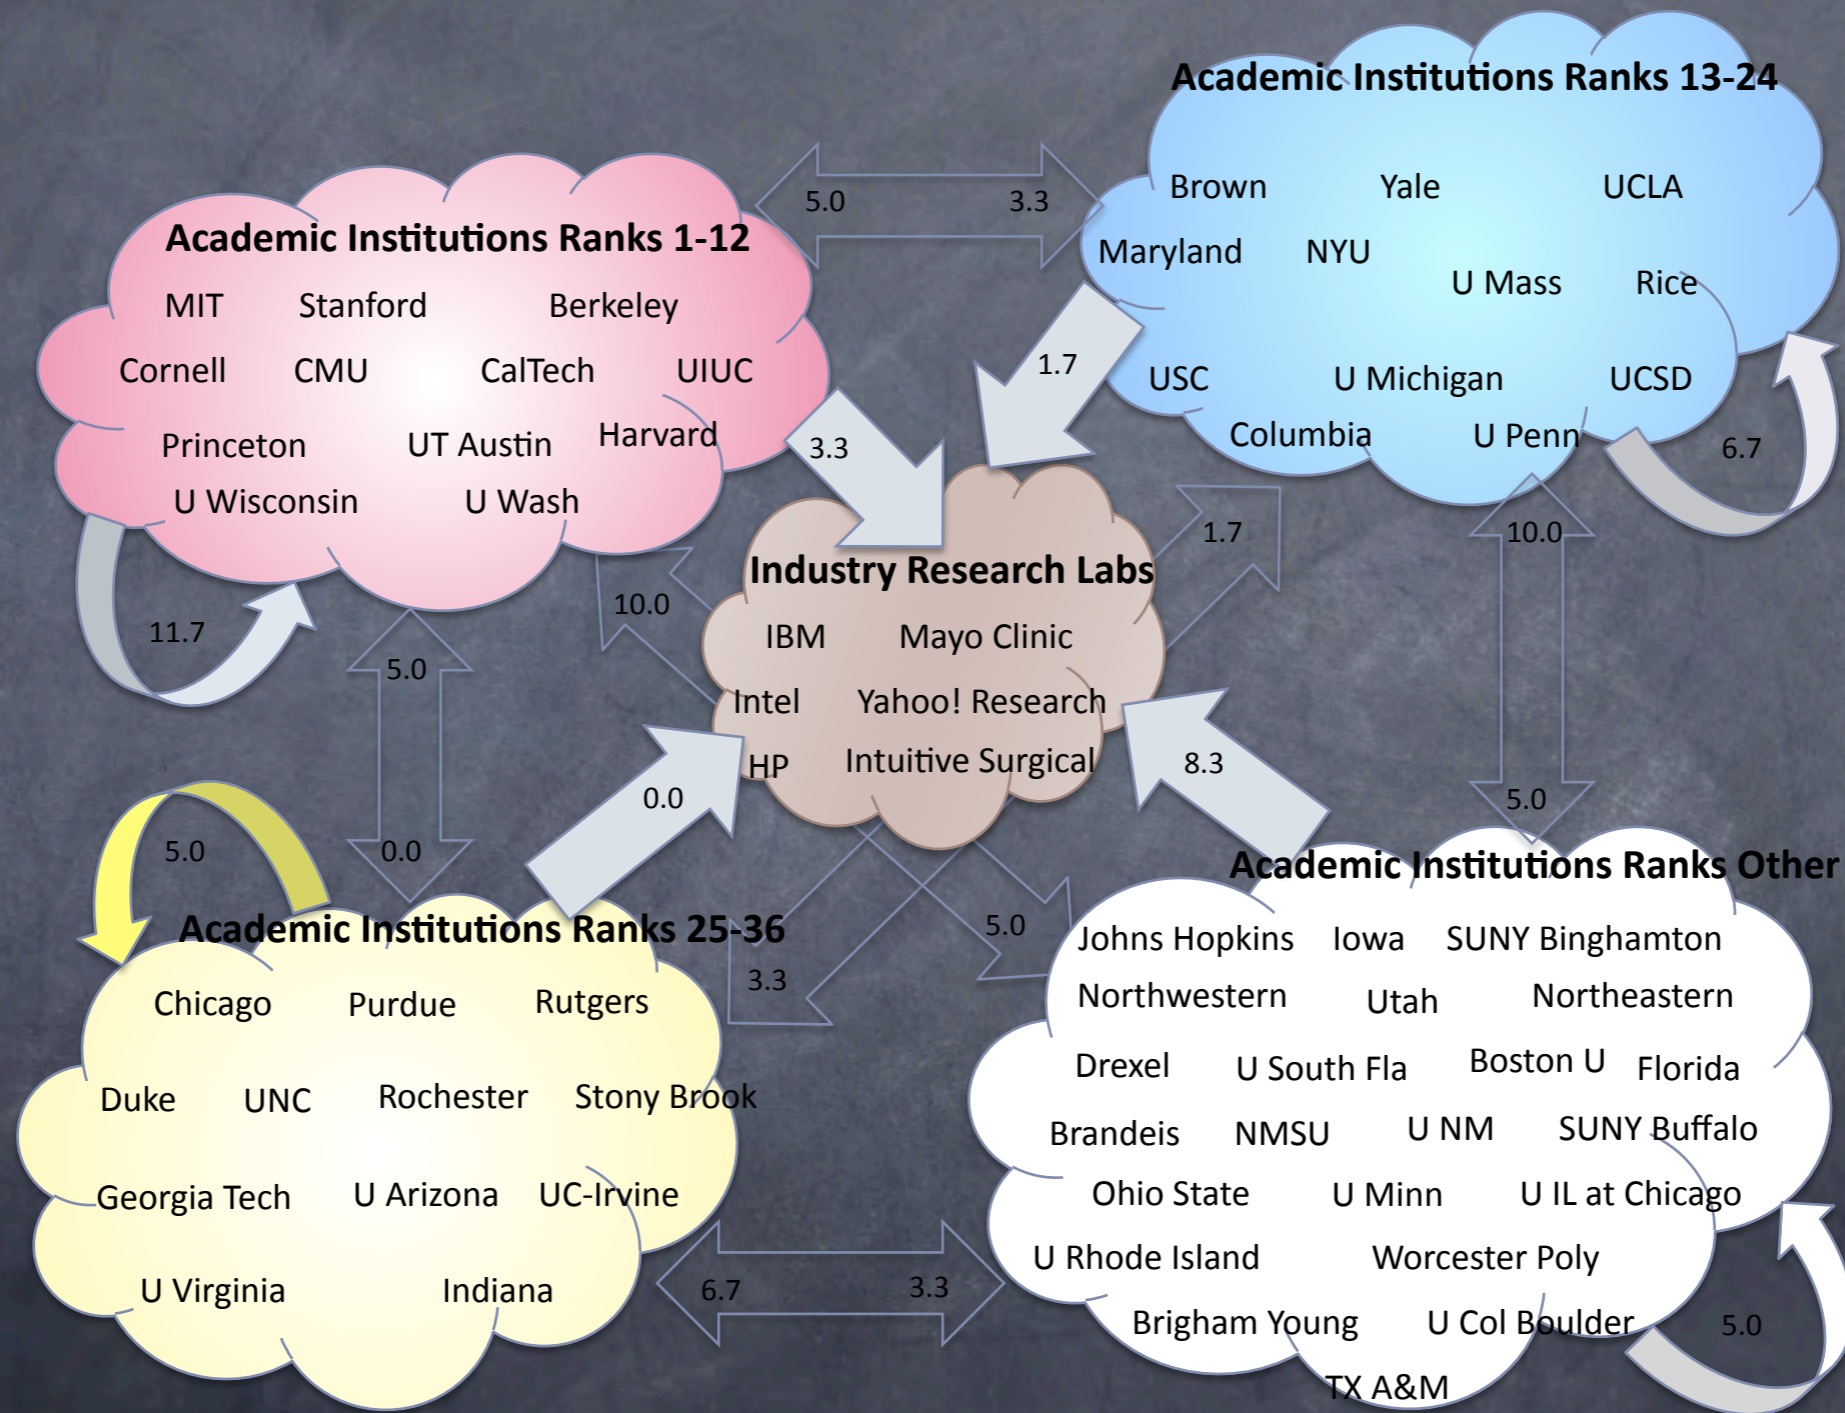 Academic Institutions Ranks 13-24
Brown Yale UCLA
Maryland NYU
U Mass Rice
USC U Michigan UCSD
Columbia U Penn
6.7
5.0 3.3
Academic Institutions Ranks 1-12
MIT Stanford Berkeley
Cornell CMU CalTech UIUC
Princeton UT Austin Harvard
U Wisconsin U Wash
11.7
3.3
1.7
1.7
10.0
10.0
5.0
Industry Research Labs
IBM Mayo Clinic
Intel Yahoo! Research
HP Intuitive Surgical
5.0
0.0
0.0
8.3
5.0
3.3
5.0
Academic Institutions Ranks 25-36
Chicago Purdue Rutgers
Duke UNC Rochester Stony Brook
Georgia Tech U Arizona UC-Irvine
U Virginia Indiana
6.7 3.3
Academic Institutions Ranks Other
Johns Hopkins Iowa SUNY Binghamton
Northwestern Utah Northeastern
Drexel U South Fla Boston U Florida
Brandeis NMSU U NM SUNY Buffalo
Ohio State U Minn U IL at Chicago
U Rhode Island Worcester Poly
Brigham Young U Col Boulder
TX A&M
5.0